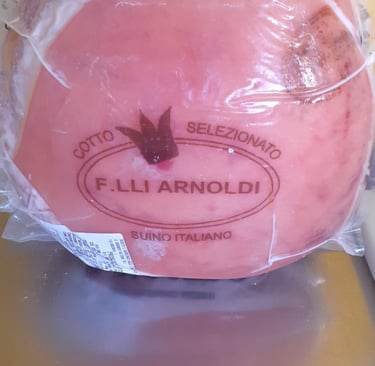 COTTO SELEZIONATO
F.LLI ARNOLDI
SUINO ITALIANO